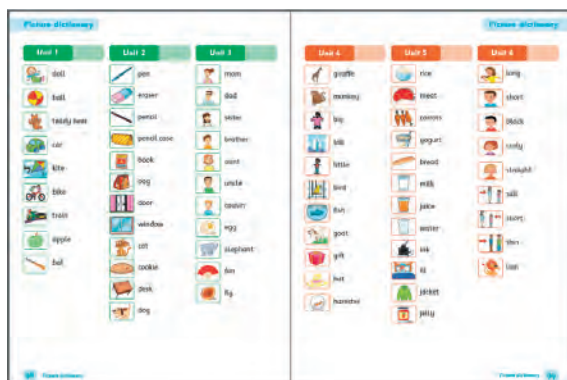 Picture dictionary
Unit 1
doll
ball
teddy bear
car
kite
bike
train
apple
bat
Unit 2
pen
eraser
pencil
pencil case
book
bag
door
window
cat
cookie
desk
dog
Unit 3
mom
dad
sister
brother
aunt
uncle
cousin
egg
elephant
fan
fig
Picture dictionary
Picture dictionary
Unit 4
giraffe
monkey
big
tall
little
bird
fish
goat
gift
hat
hamster
Unit 5
rice
meat
carrots
yogurt
bread
milk
juice
water
ink
ill
jacket
jelly
Unit 6
long
short
black
curly
straight
tall
short
thin
lion
Picture dictionary